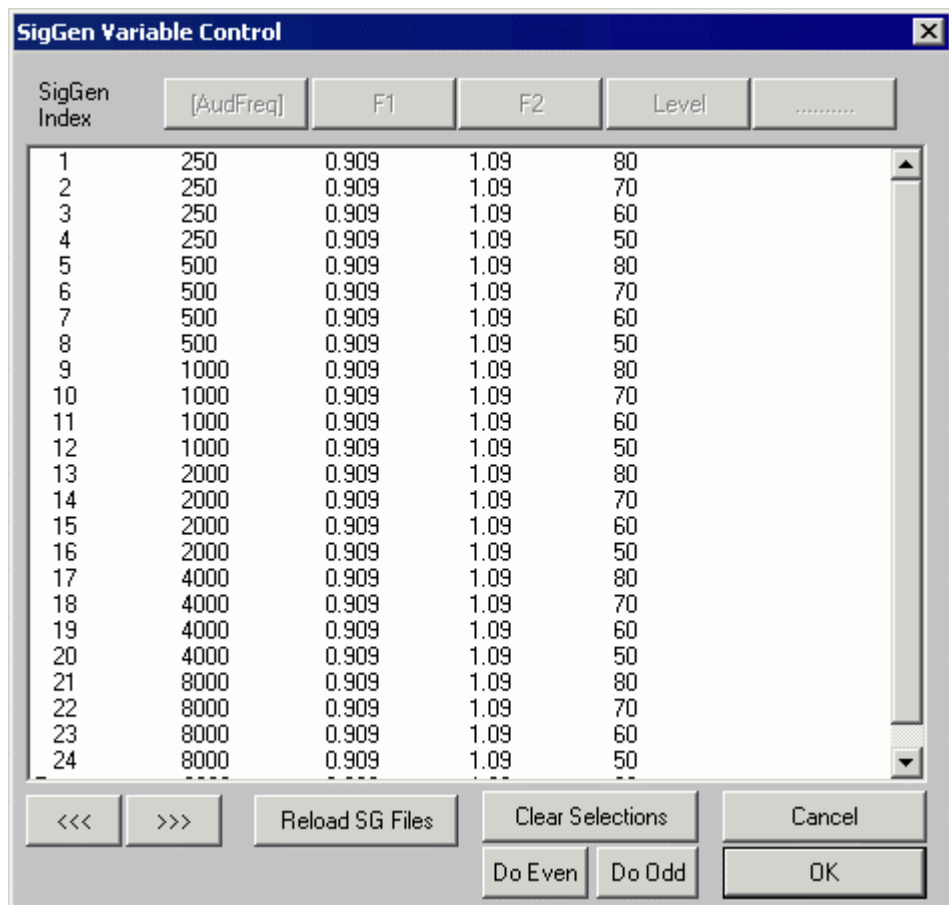 SigGen Variable Control
SigGen Index [AudFreq] F1 F2 Level ..........
1 250 0.909 1.09 80
2 250 0.909 1.09 70
3 250 0.909 1.09 60
4 250 0.909 1.09 50
5 500 0.909 1.09 80
6 500 0.909 1.09 70
7 500 0.909 1.09 60
8 500 0.909 1.09 50
9 1000 0.909 1.09 80
10 1000 0.909 1.09 70
11 1000 0.909 1.09 60
12 1000 0.909 1.09 50
13 2000 0.909 1.09 80
14 2000 0.909 1.09 70
15 2000 0.909 1.09 60
16 2000 0.909 1.09 50
17 4000 0.909 1.09 80
18 4000 0.909 1.09 70
19 4000 0.909 1.09 60
20 4000 0.909 1.09 50
21 8000 0.909 1.09 80
22 8000 0.909 1.09 70
23 8000 0.909 1.09 60
24 8000 0.909 1.09 50
<<< >>> Reload SG Files Clear Selections Cancel
Do Even Do Odd OK